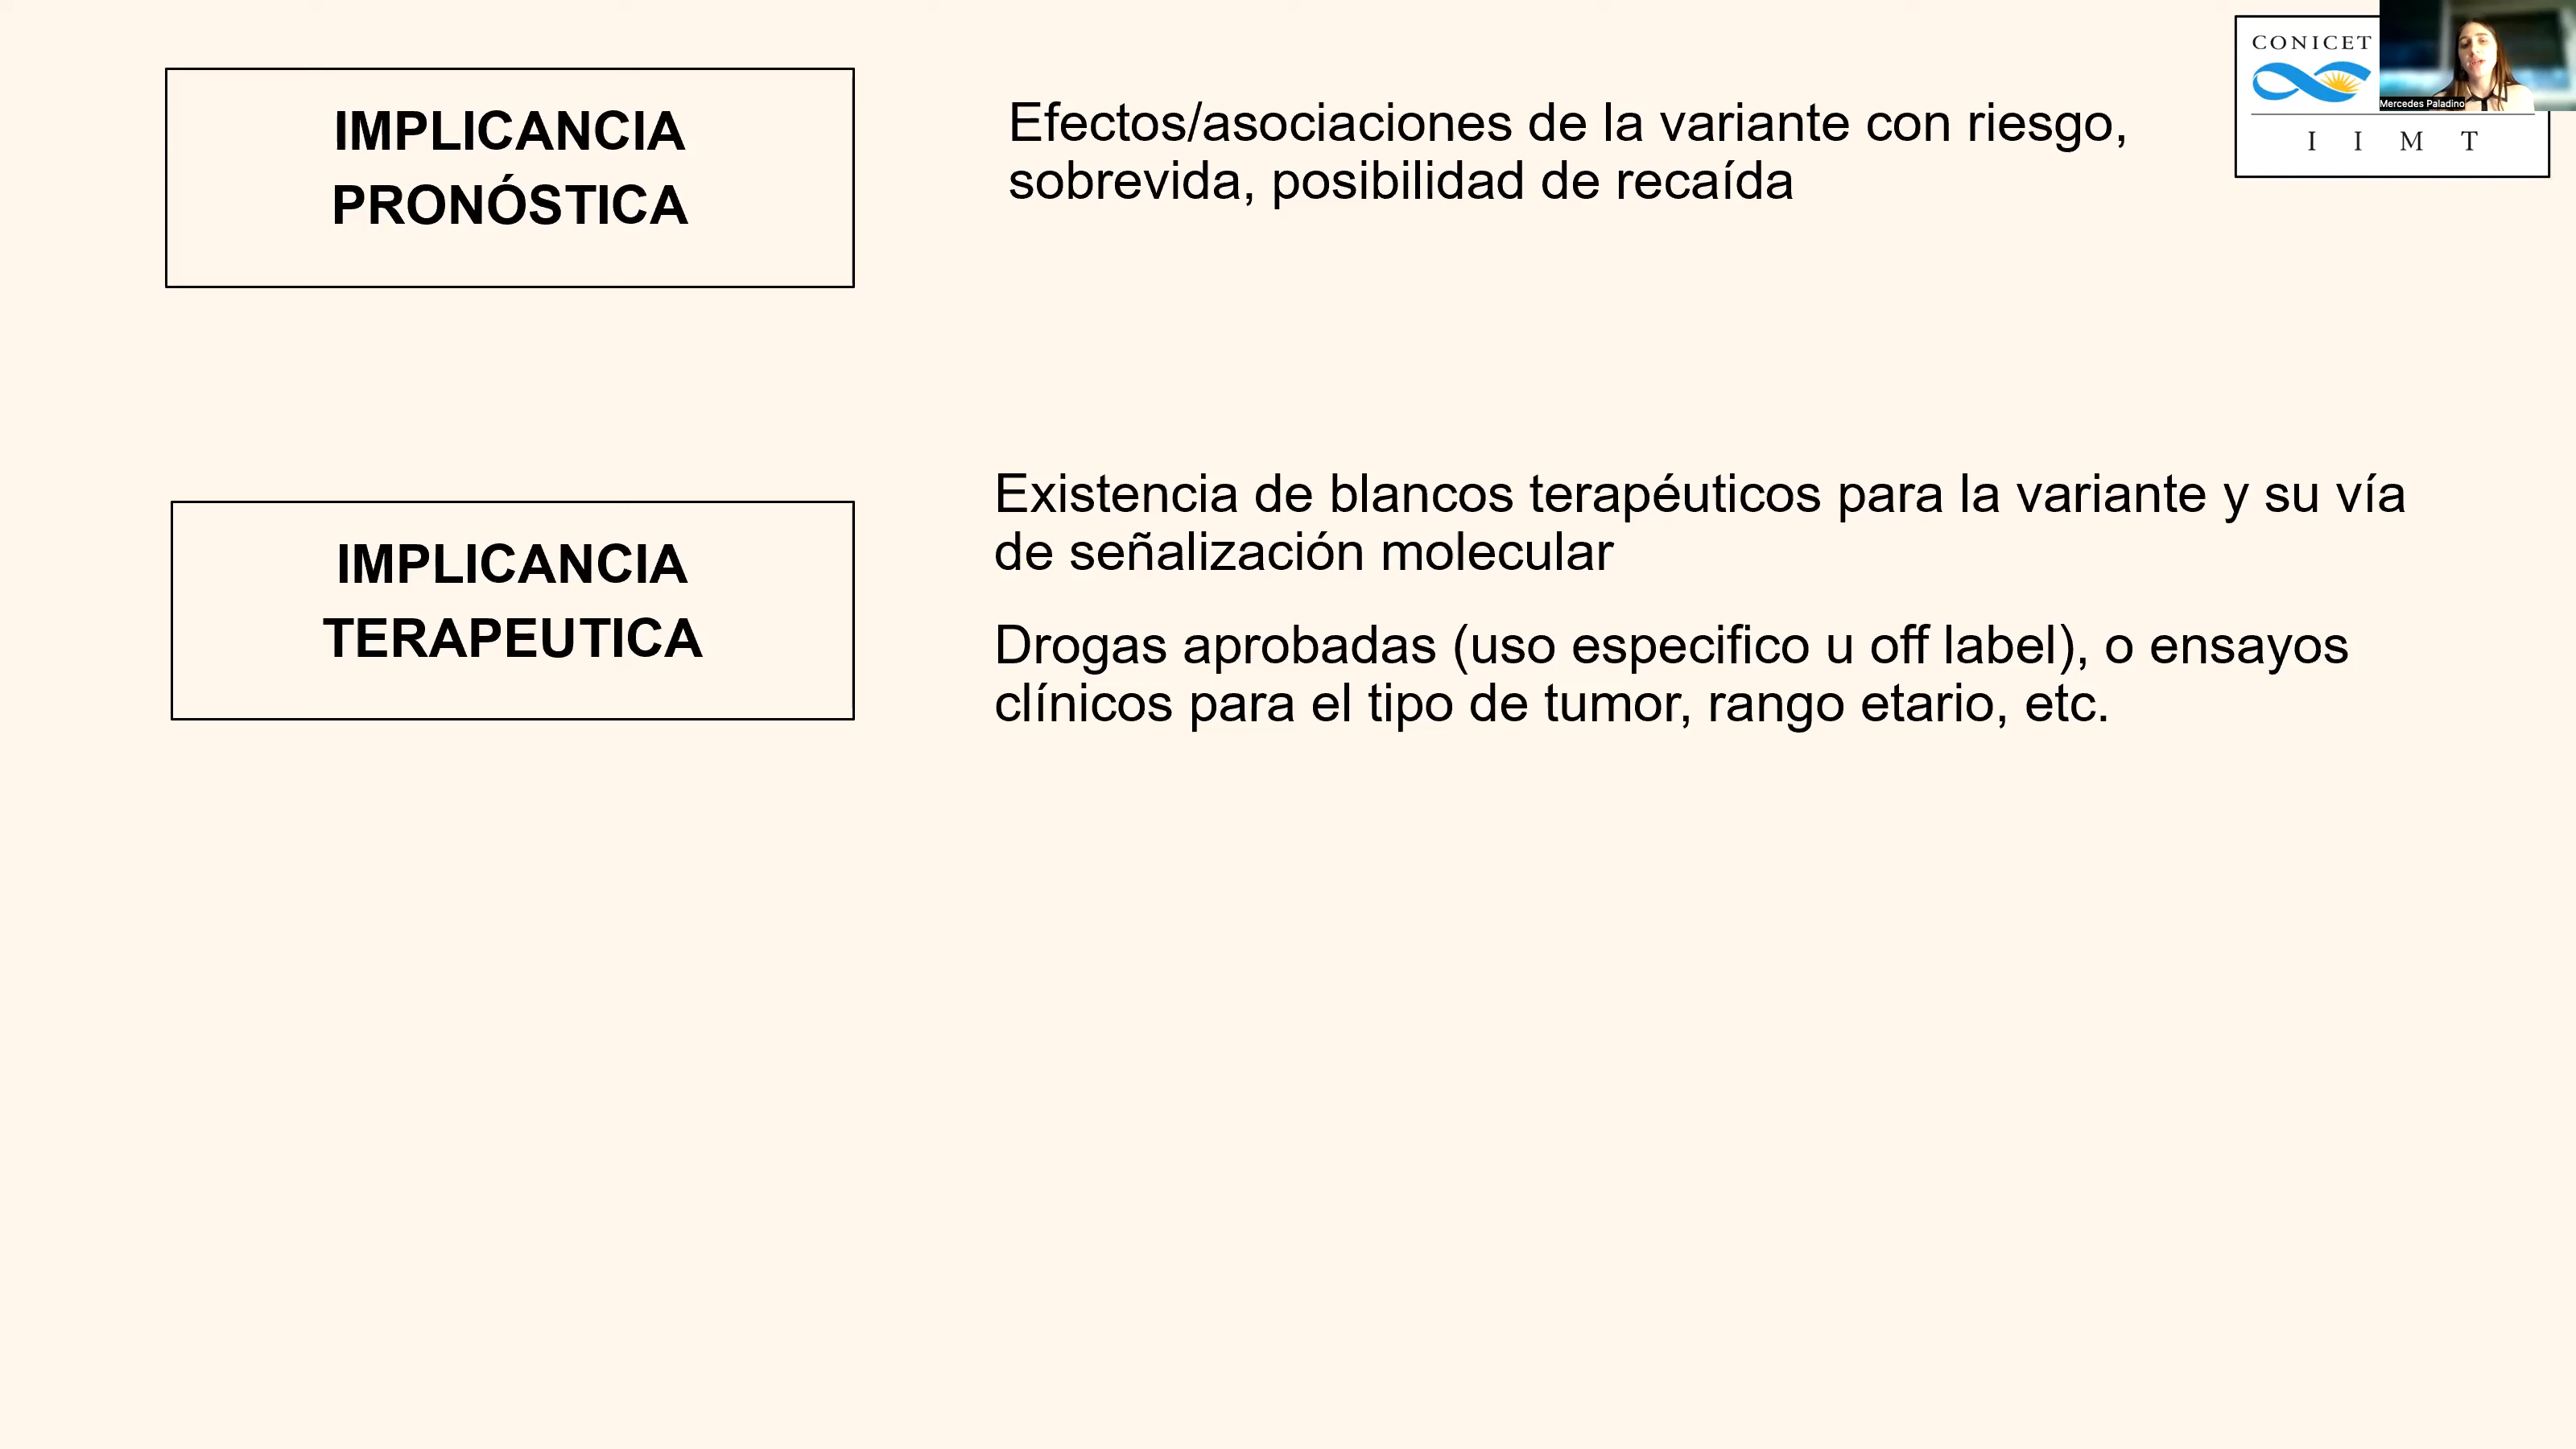 IMPLICANCIA
PRONÓSTICA
Efectos/asociaciones de la variante con riesgo,
sobrevida, posibilidad de recaída
CONICET
Mercedes Paladino
I I M T
IMPLICANCIA
TERAPEUTICA
Existencia de blancos terapéuticos para la variante y su vía
de señalización molecular
Drogas aprobadas (uso especifico u off label), o ensayos
clínicos para el tipo de tumor, rango etario, etc.